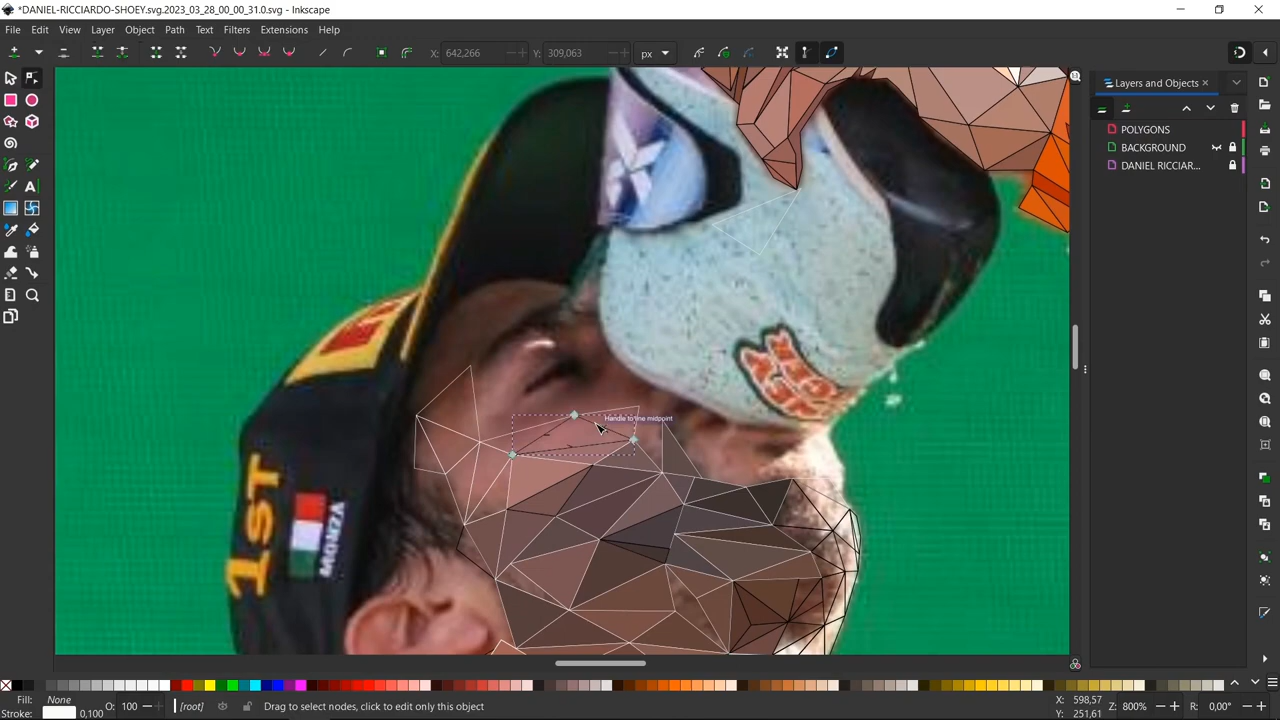 *DANIEL-RICCIARDO-SHOEY.svg.2023_03_28_00_00_31.0.svg - Inkscape
File Edit View Layer Object Path Text Filters Extensions Help
X: 642,266 Y: 309,063 px
Layers and Objects
POLYGONS
BACKGROUND
DANIEL RICCIAR...
Handle to line midpoint
1ST
MONZA
Fill: None
Stroke: 0,100
O: 100
[root]
Drag to select nodes, click to edit only this object
X: 598,57
Y: 251,61
Z: 800%
R: 0,00°